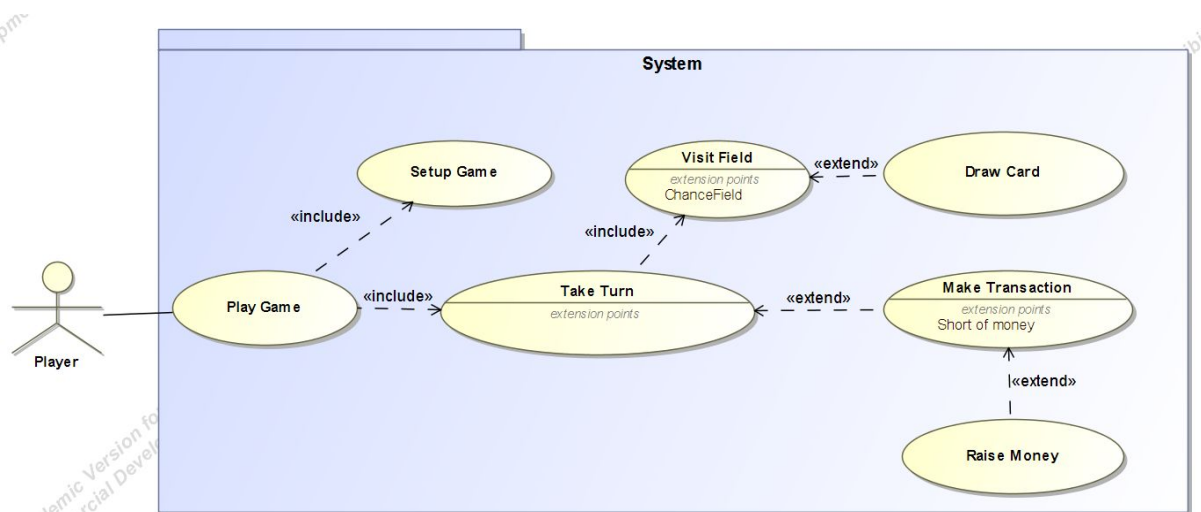 System
Setup Game
Visit Field
extension points
ChanceField
«extend»
Draw Card
«include»
«include»
Play Game
«include»
Take Turn
extension points
«extend»
Make Transaction
extension points
Short of money
Player
«extend»
Raise Money